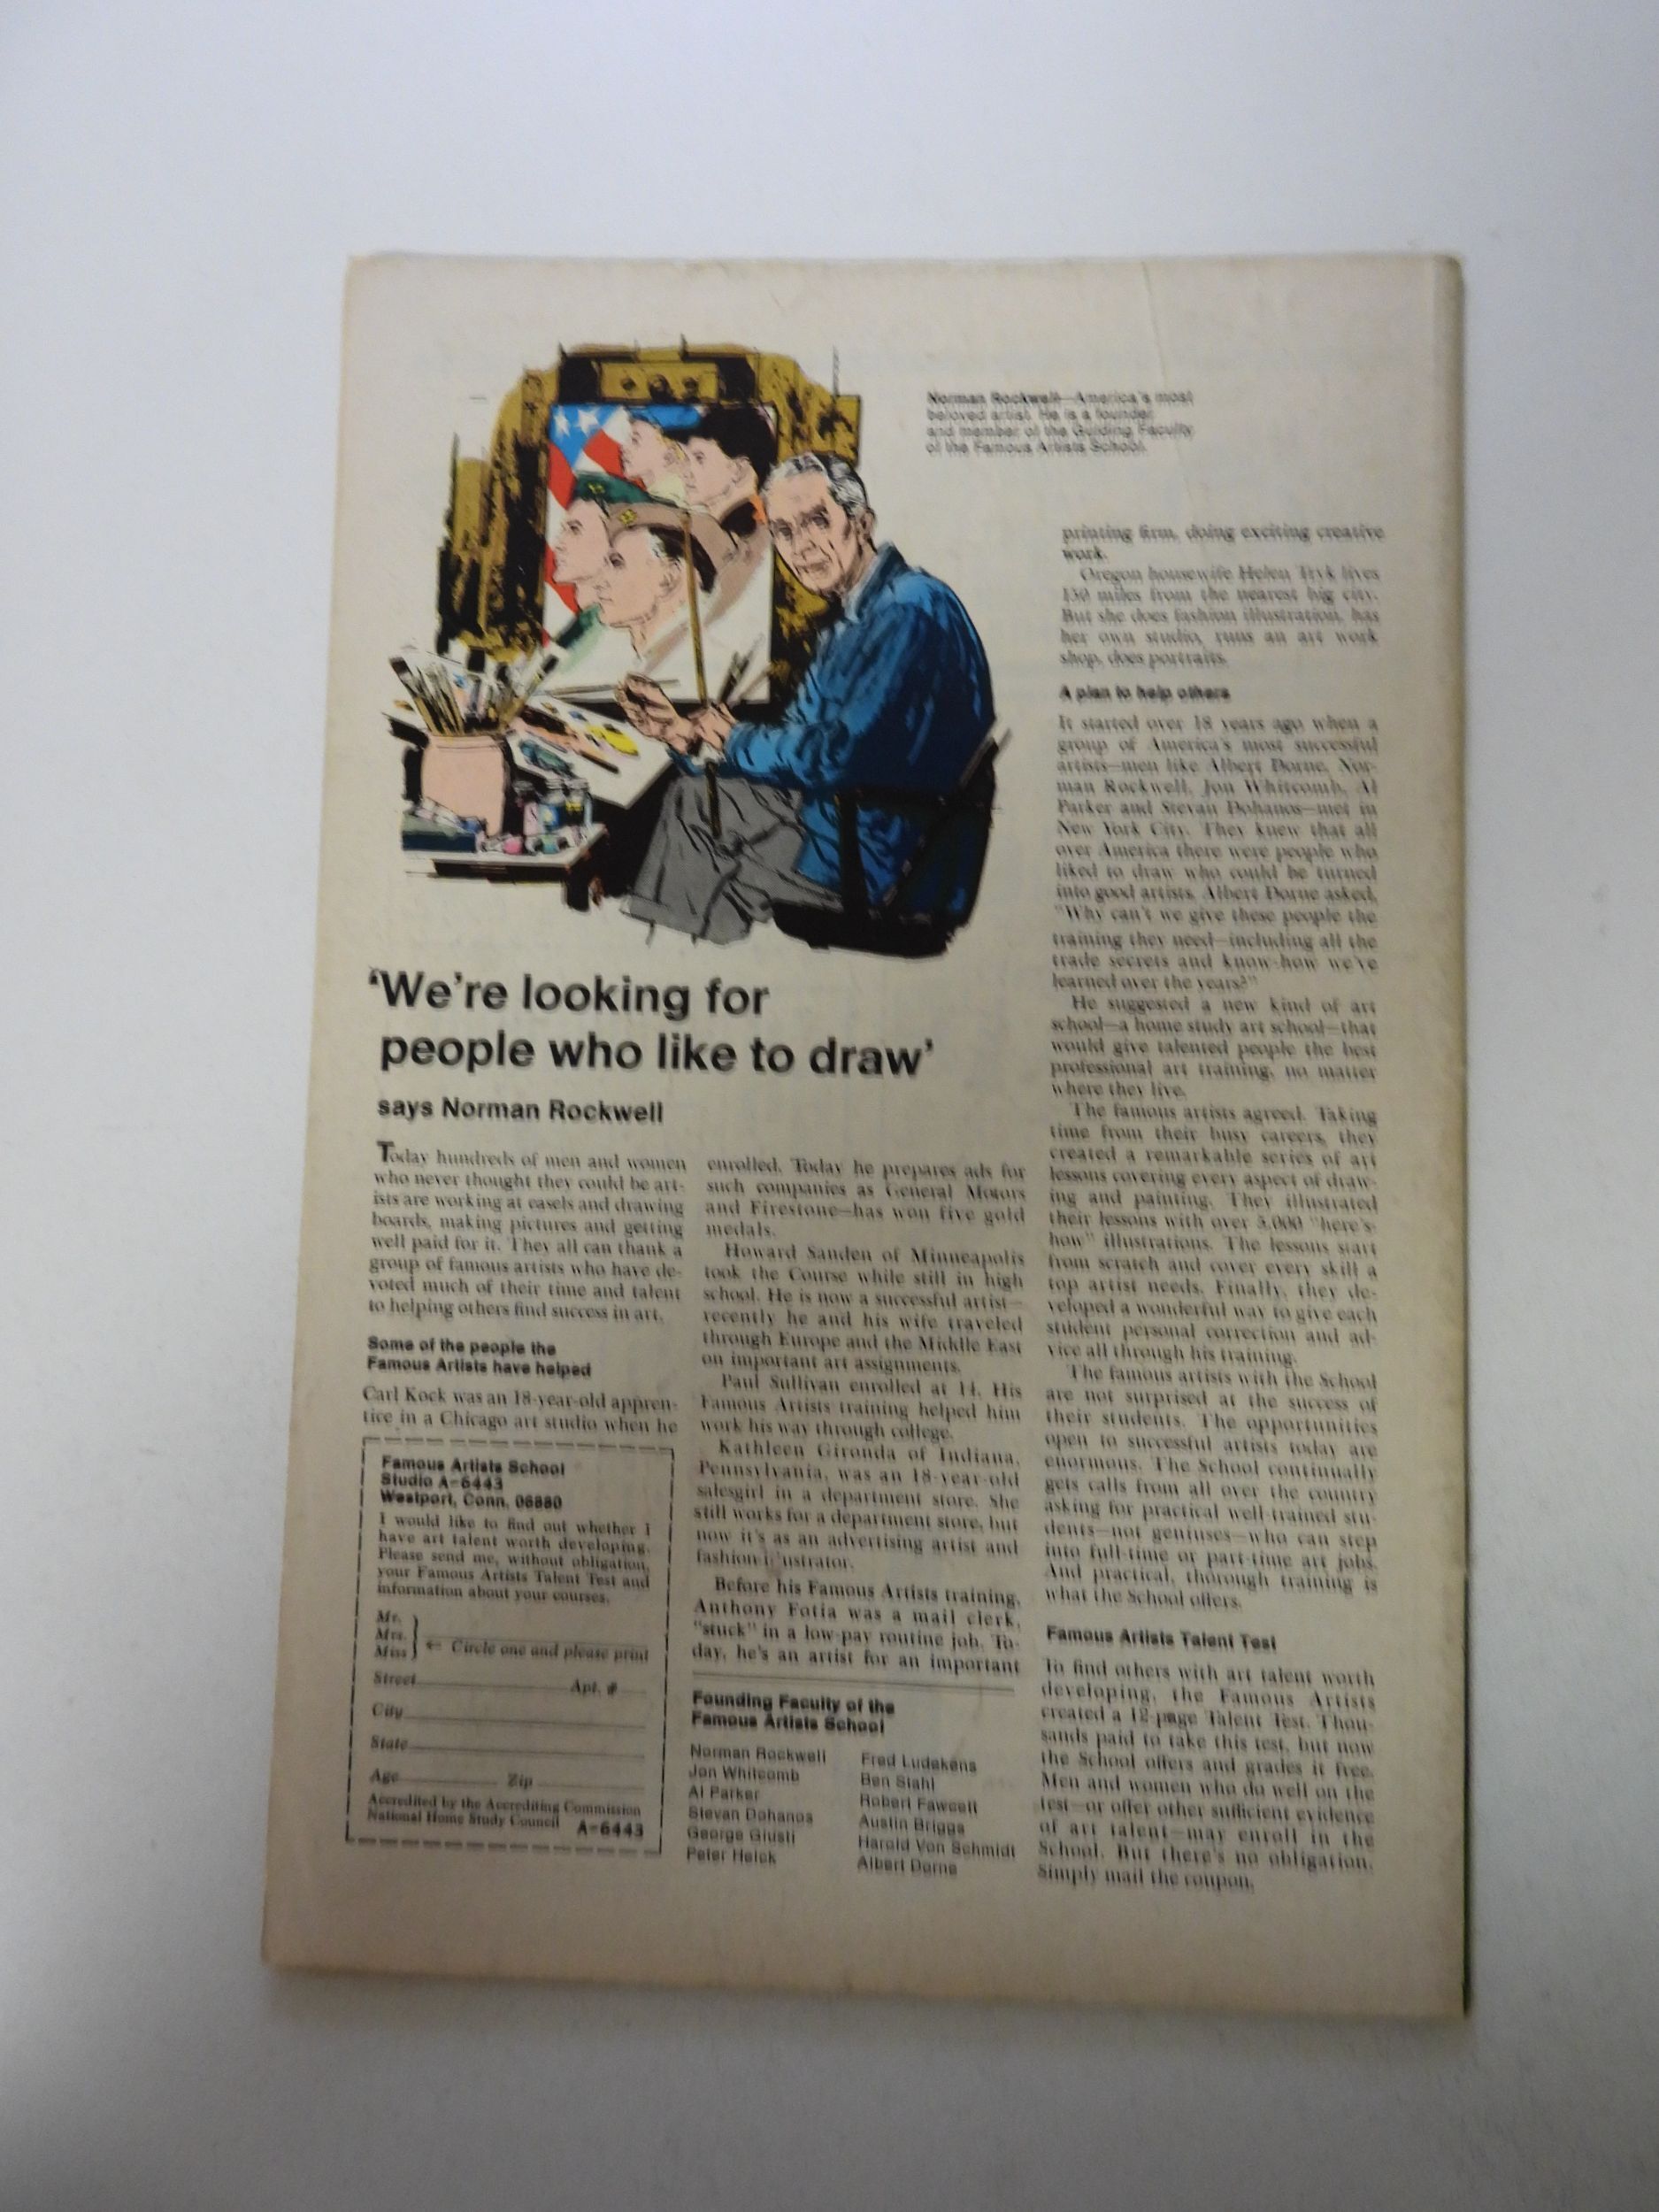 Norman Rockwell—America's most
beloved artist. He is a founder
and member of the Guiding Faculty
of the Famous Artists School.
'We're looking for
people who like to draw'
says Norman Rockwell
Today hundreds of men and women
who never thought they could be art-
ists are working at easels and drawing
boards, making pictures and getting
well paid for it. They all can thank a
group of famous artists who have de-
voted much of their time and talent
to helping others find success in art.
Some of the people the
Famous Artists have helped
Carl Kock was an 18-year-old appren-
tice in a Chicago art studio when he
Famous Artists School
Studio A-6443
Westport, Conn. 06880
I would like to find out whether I
have art talent worth developing.
Please send me, without obligation,
your Famous Artists Talent Test and
information about your courses.
Mr.
Mrs.
Miss
← Circle one and please print
Street Apt. #
City
State
Age Zip
Accredited by the Accrediting Commission
National Home Study Council A-6443
enrolled. Today he prepares ads for
such companies as General Motors
and Firestone—has won five gold
medals.
Howard Sanden of Minneapolis
took the Course while still in high
school. He is now a successful artist—
recently he and his wife traveled
through Europe and the Middle East
on important art assignments.
Paul Sullivan enrolled at 14. His
Famous Artists training helped him
work his way through college.
Kathleen Gironda of Indiana,
Pennsylvania, was an 18-year-old
salesgirl in a department store. She
still works for a department store, but
now it's as an advertising artist and
fashion illustrator.
Before his Famous Artists training,
Anthony Fotia was a mail clerk,
"stuck" in a low-pay routine job. To-
day, he's an artist for an important
Founding Faculty of the
Famous Artists School
Norman Rockwell
Jon Whitcomb
Al Parker
Stevan Dohanos
George Giusti
Peter Helck
Fred Ludekens
Ben Stahl
Robert Fawcett
Austin Briggs
Harold Von Schmidt
Albert Dorne
printing firm, doing exciting creative
work.
Oregon housewife Helen Tryk lives
150 miles from the nearest big city.
But she does fashion illustration, has
her own studio, runs an art work
shop, does portraits.
A plan to help others
It started over 18 years ago when a
group of America's most successful
artists—men like Albert Dorne, Nor-
man Rockwell, Jon Whitcomb, Al
Parker and Stevan Dohanos—met in
New York City. They knew that all
over America there were people who
liked to draw who could be turned
into good artists. Albert Dorne asked,
"Why can't we give these people the
training they need—including all the
trade secrets and know-how we've
learned over the years?"
He suggested a new kind of art
school—a home study art school—that
would give talented people the best
professional art training, no matter
where they live.
The famous artists agreed. Taking
time from their busy careers, they
created a remarkable series of art
lessons covering every aspect of draw-
ing and painting. They illustrated
their lessons with over 5,000 "here's-
how" illustrations. The lessons start
from scratch and cover every skill a
top artist needs. Finally, they de-
veloped a wonderful way to give each
student personal correction and ad-
vice all through his training.
The famous artists with the School
are not surprised at the success of
their students. The opportunities
open to successful artists today are
enormous. The School continually
gets calls from all over the country
asking for practical well-trained stu-
dents—not geniuses—who can step
into full-time or part-time art jobs.
And practical, thorough training is
what the School offers.
Famous Artists Talent Test
To find others with art talent worth
developing, the Famous Artists
created a 12-page Talent Test. Thou-
sands paid to take this test, but now
the School offers and grades it free.
Men and women who do well on the
test—or offer other sufficient evidence
of art talent—may enroll in the
School. But there's no obligation.
Simply mail the coupon.